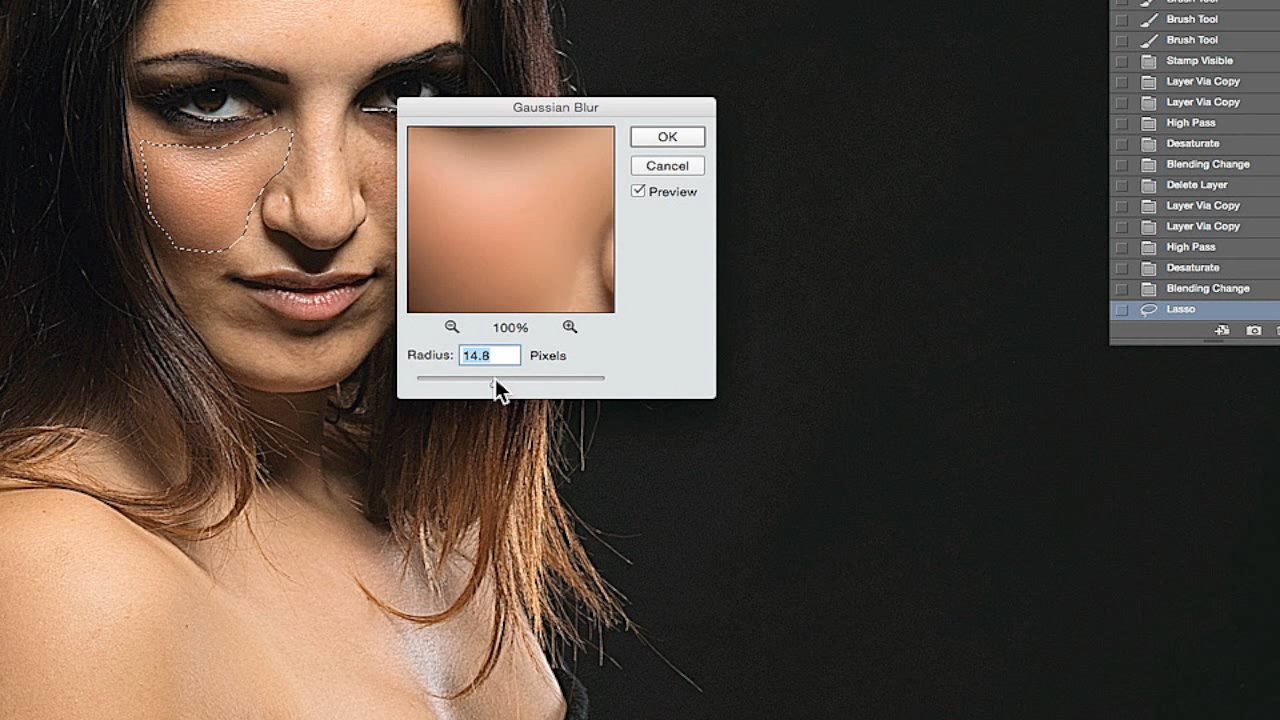 Gaussian Blur
OK
Cancel
Preview
100%
Radius: 14.8 Pixels
Brush Tool
Brush Tool
Brush Tool
Stamp Visible
Layer Via Copy
Layer Via Copy
High Pass
Desaturate
Blending Change
Delete Layer
Layer Via Copy
Layer Via Copy
High Pass
Desaturate
Blending Change
Lasso